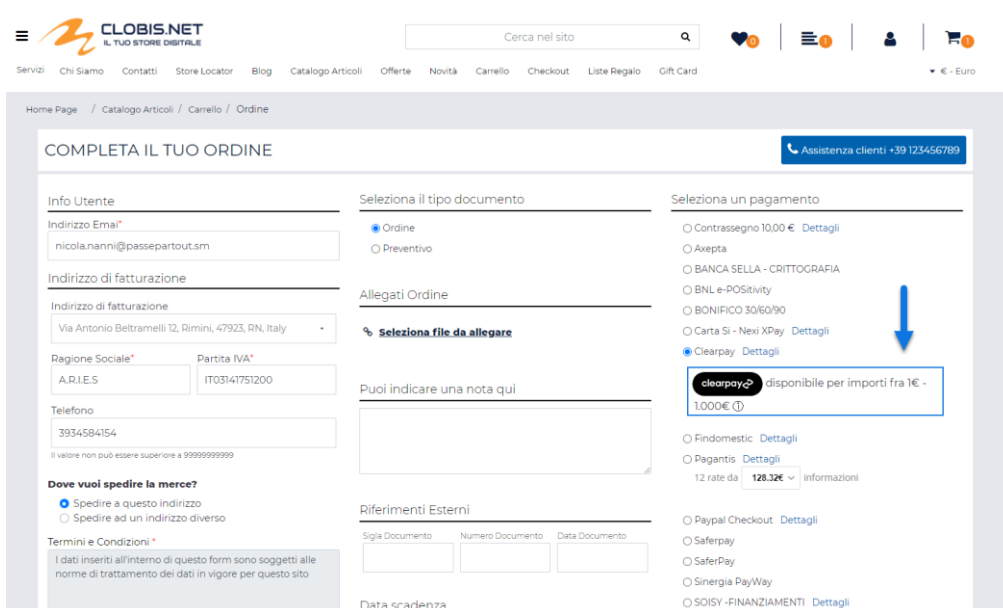 CLOBIS.NET
IL TUO STORE DIGITALE
Cerca nel sito
0
1
1
Servizi Chi Siamo Contatti Store Locator Blog Catalogo Articoli Offerte Novità Carrello Checkout Liste Regalo Gift Card € - Euro
Home Page / Catalogo Articoli / Carrello / Ordine
COMPLETA IL TUO ORDINE
Assistenza clienti +39 123456789
Info Utente
Indirizzo Emai*
nicola.nanni@passepartout.sm
Indirizzo di fatturazione
Indirizzo di fatturazione
Via Antonio Beltramelli 12, Rimini, 47923, RN, Italy
Ragione Sociale* Partita IVA*
A.R.I.E.S IT03141751200
Telefono
3934584154
Il valore non può essere superiore a 99999999999
Dove vuoi spedire la merce?
Spedire a questo indirizzo
Spedire ad un indirizzo diverso
Termini e Condizioni *
I dati inseriti all'interno di questo form sono soggetti alle
norme di trattamento dei dati in vigore per questo sito
Seleziona il tipo documento
Ordine
Preventivo
Allegati Ordine
Seleziona file da allegare
Puoi indicare una nota qui
Riferimenti Esterni
Sigla Documento Numero Documento Data Documento
Data scadenza
Seleziona un pagamento
Contrassegno 10,00 € Dettagli
Axepta
BANCA SELLA - CRITTOGRAFIA
BNL e-POSitivity
BONIFICO 30/60/90
Carta Si - Nexi XPay Dettagli
Clearpay Dettagli
clearpay disponibile per importi fra 1€ -
1.000€ ⓘ
Findomestic Dettagli
Pagantis Dettagli
12 rate da 128.32€ informazioni
Paypal Checkout Dettagli
Saferpay
SaferPay
Sinergia PayWay
SOISY -FINANZIAMENTI Dettagli